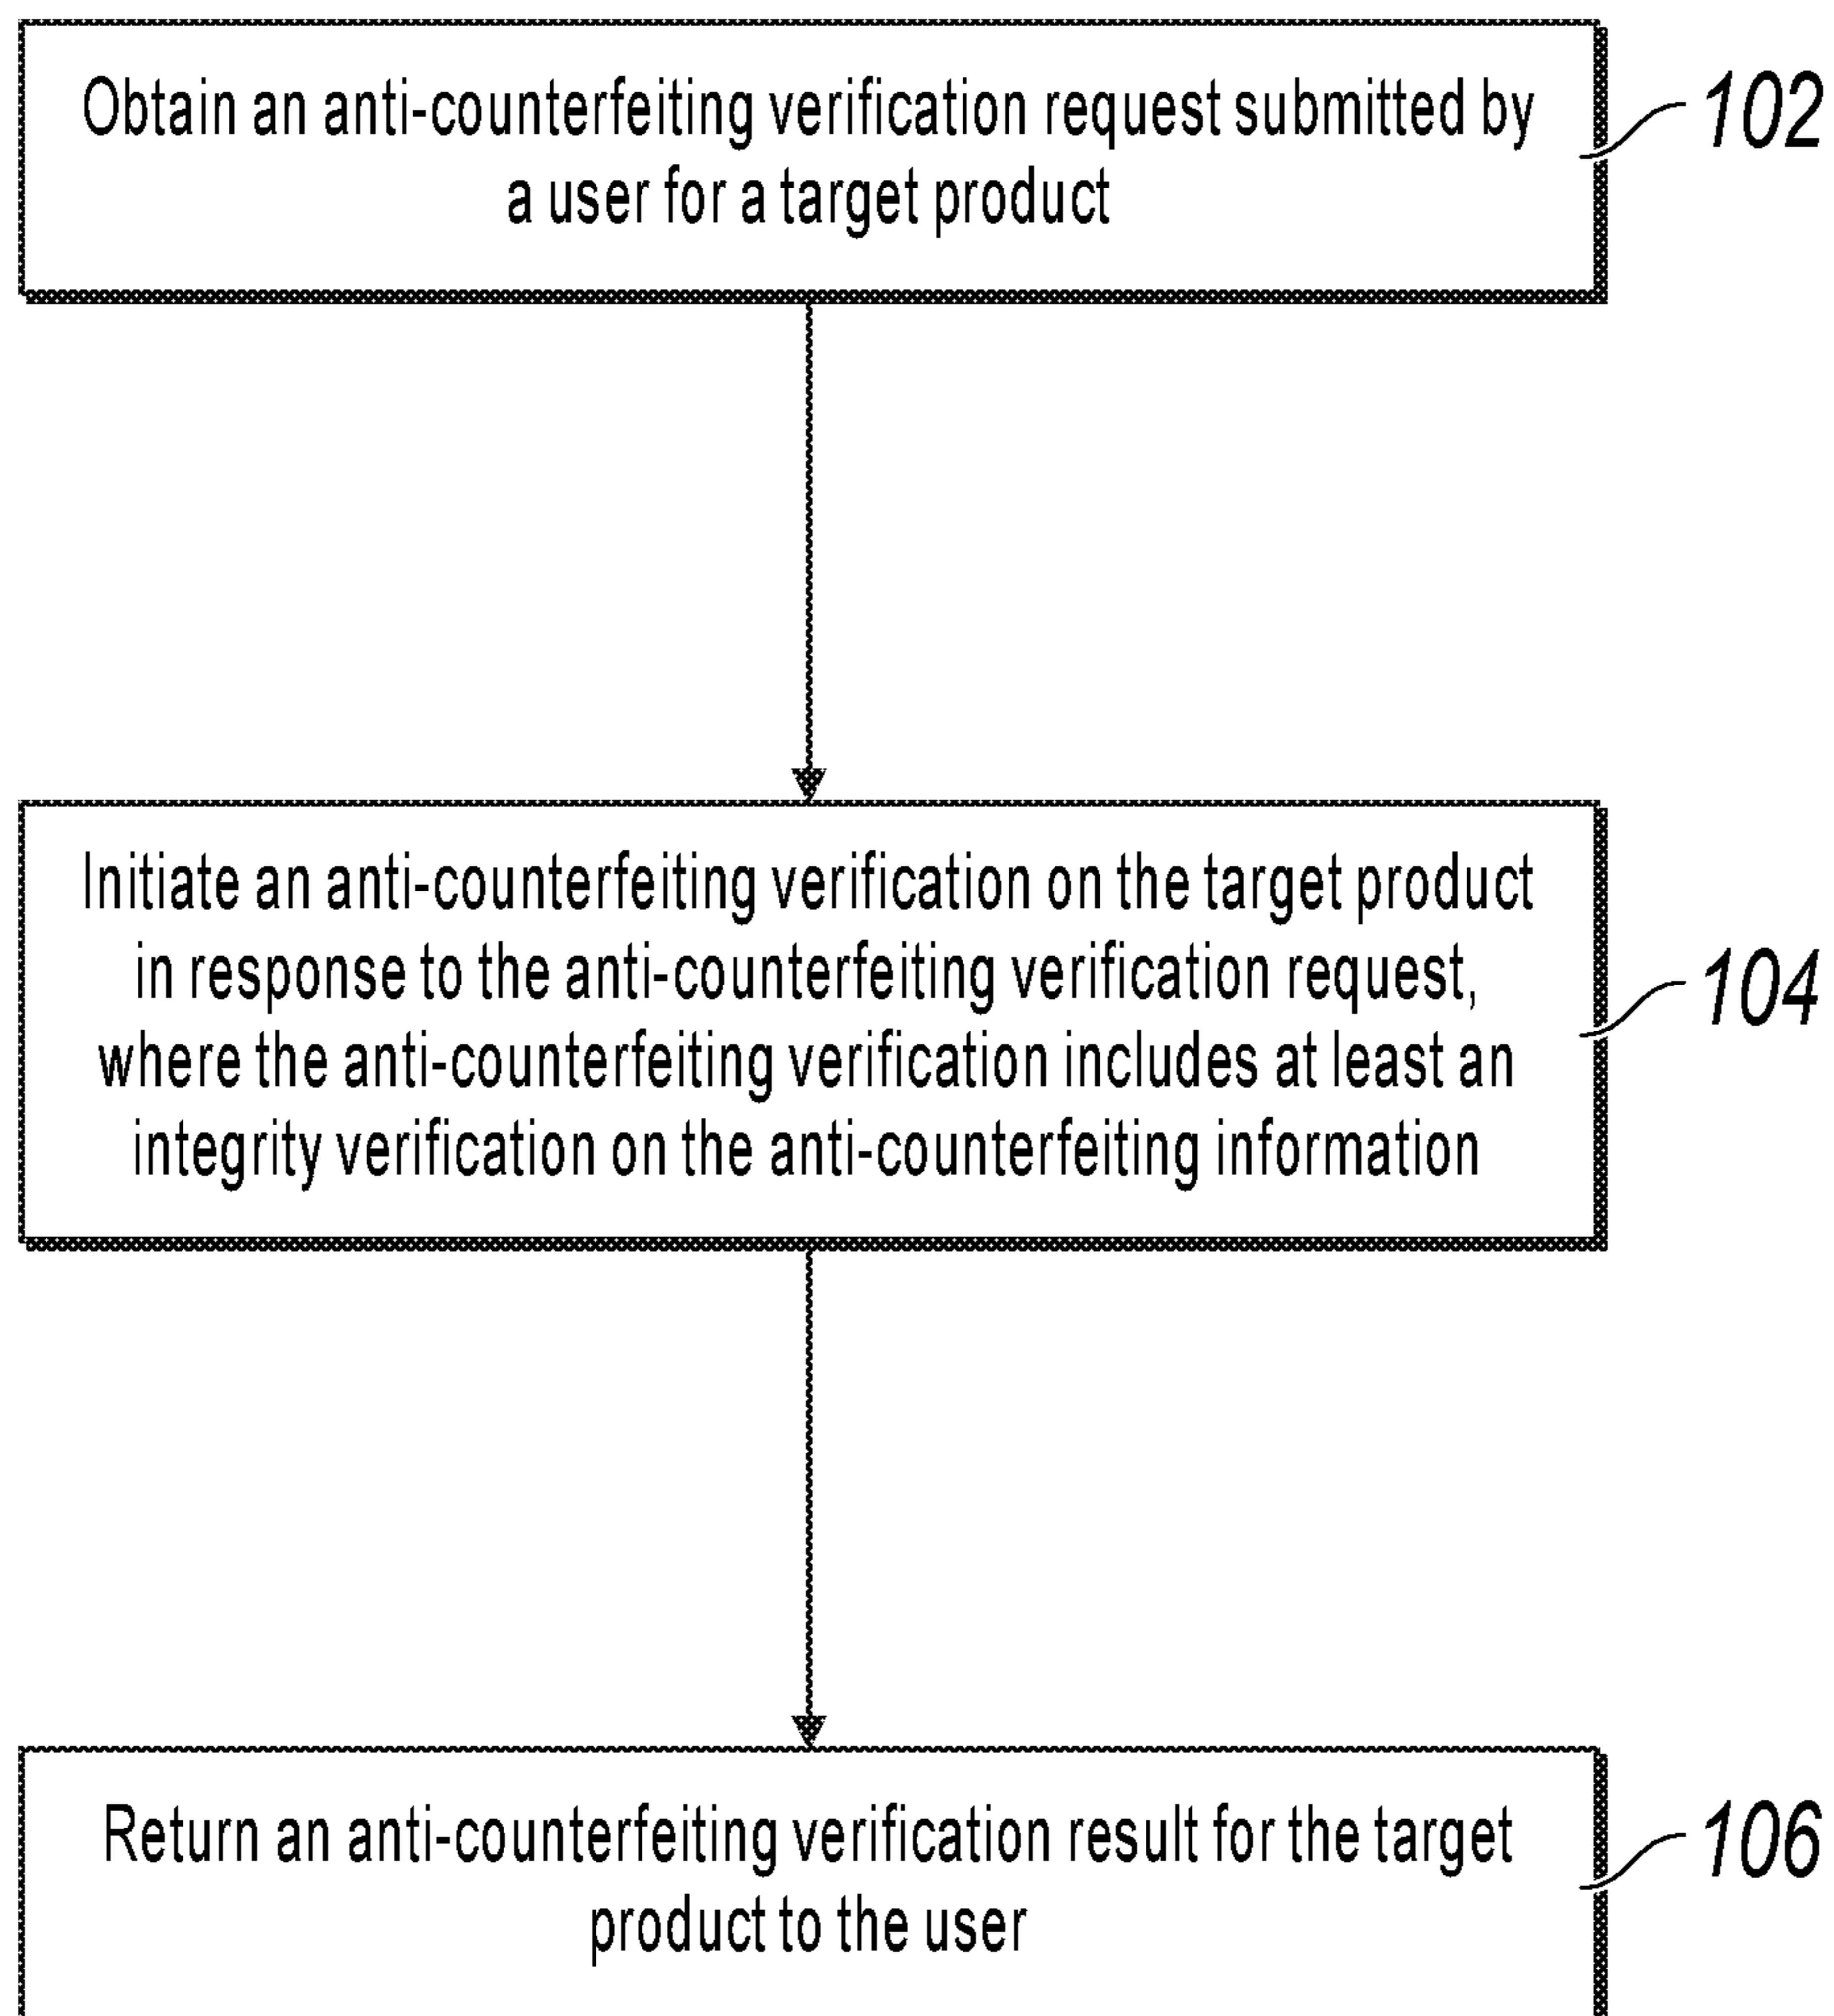 Obtain an anti-counterfeiting verification request submitted by
a user for a target product
102
Initiate an anti-counterfeiting verification on the target product
in response to the anti-counterfeiting verification request,
where the anti-counterfeiting verification includes at least an
integrity verification on the anti-counterfeiting information
104
Return an anti-counterfeiting verification result for the target
product to the user
106